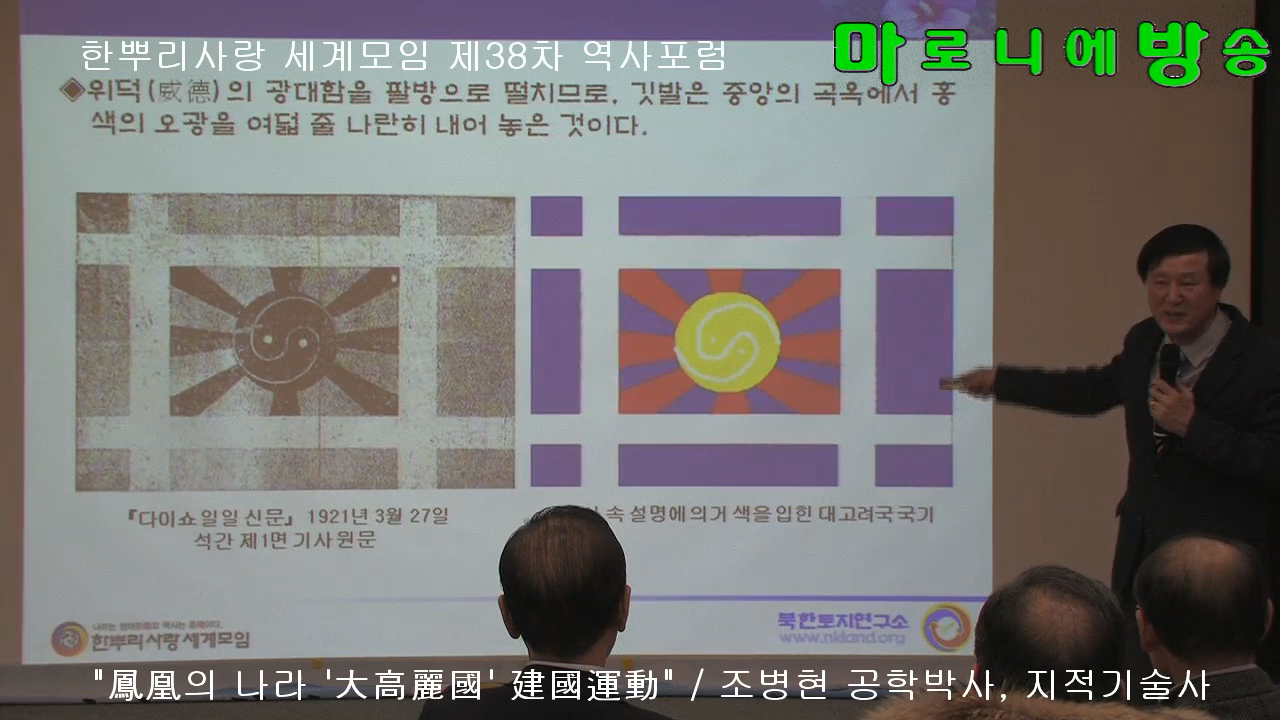 한뿌리사랑 세계모임 제38차 역사포럼
마로니에방송
◈위덕(威德)의 광대함을 팔방으로 떨치므로, 깃발은 중앙의 곡옥에서 홍
색의 오광을 여덟 줄 나란히 내어 놓은 것이다.
『다이쇼일일 신문』 1921년 3월 27일
석간 제1면 기사원문
속 설명에 의거 색을 입힌 대고려국국기
한뿌리사랑세계모임
북한토지연구소
www.nkland.org
"鳳凰의 나라 '大高麗國' 建國運動" / 조병현 공학박사, 지적기술사